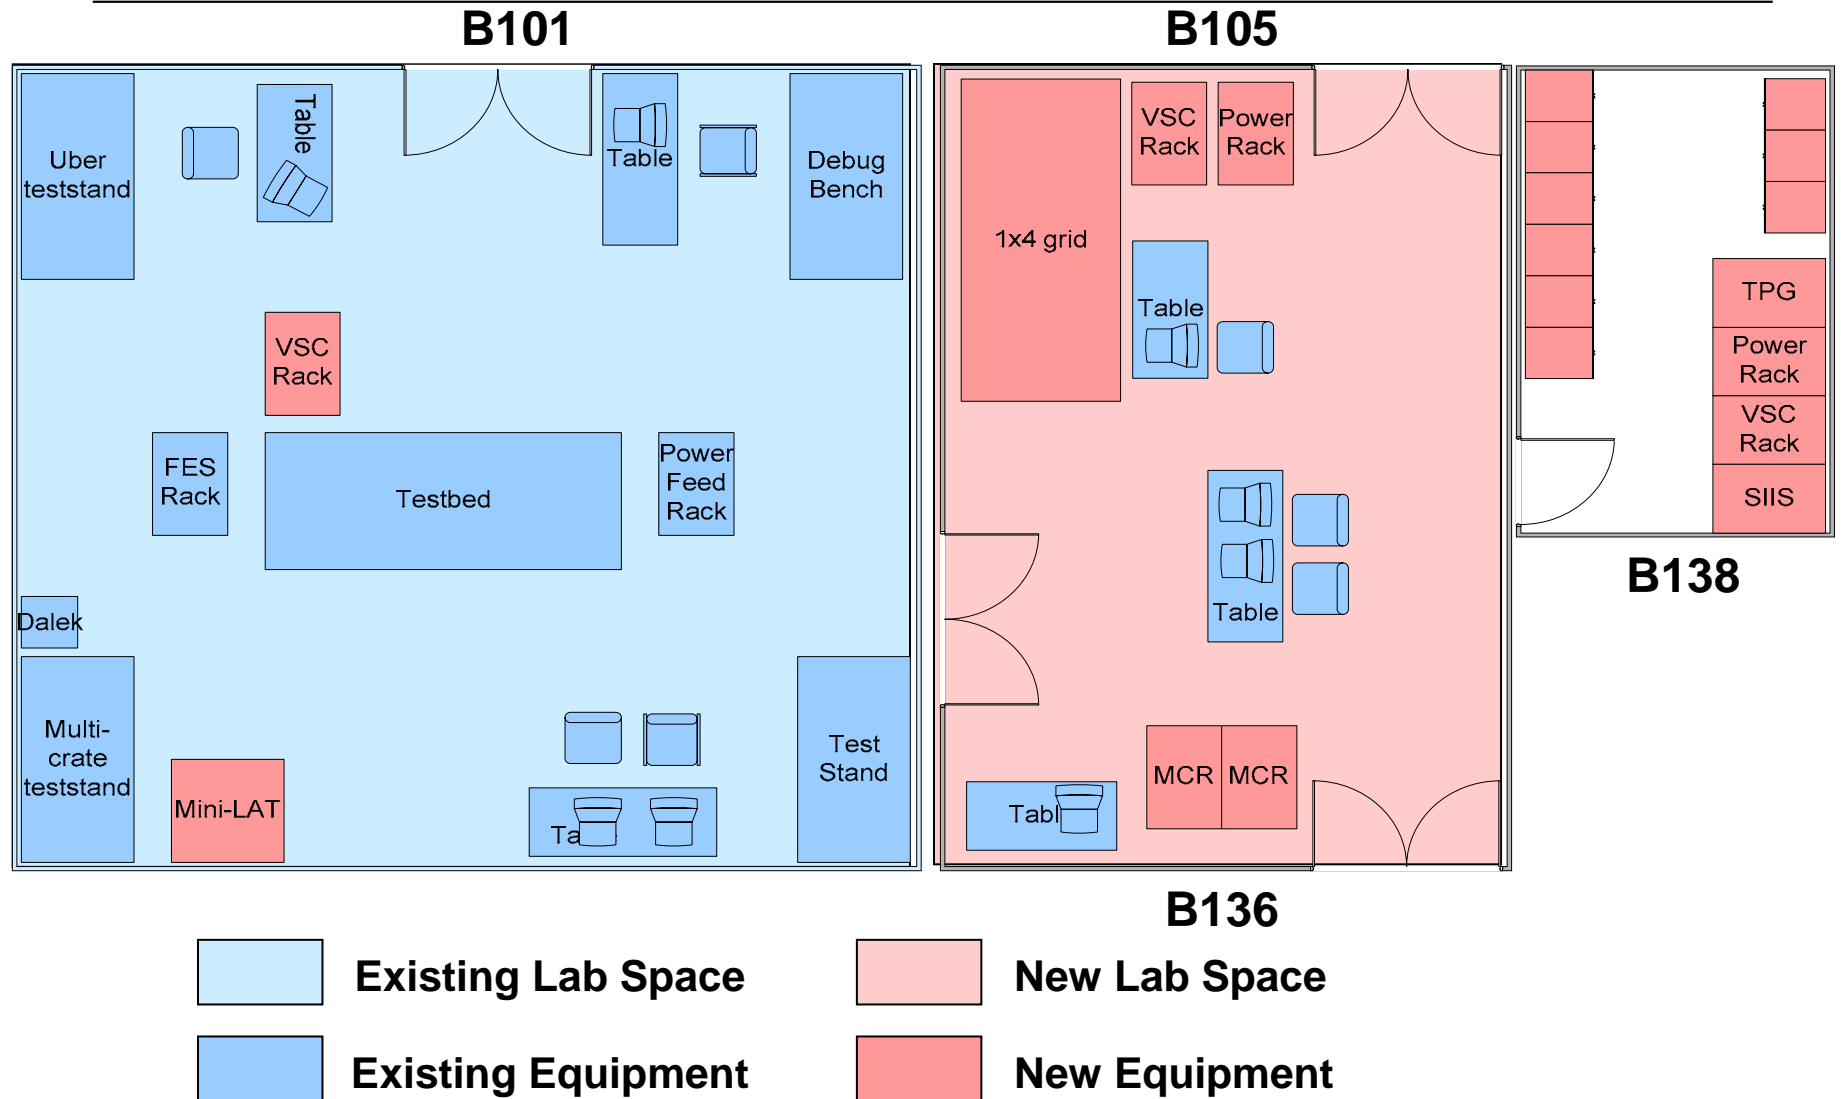 B101
B105
Uber
teststand
Table
Table
Debug
Bench
VSC
Rack
FES
Rack
Testbed
Power
Feed
Rack
Dalek
Multi-
crate
teststand
Mini-LAT
Ta
Test
Stand
1x4 grid
VSC
Rack
Power
Rack
Table
Table
MCR
MCR
Tabl
TPG
Power
Rack
VSC
Rack
SIIS
B138
B136
Existing Lab Space
New Lab Space
Existing Equipment
New Equipment